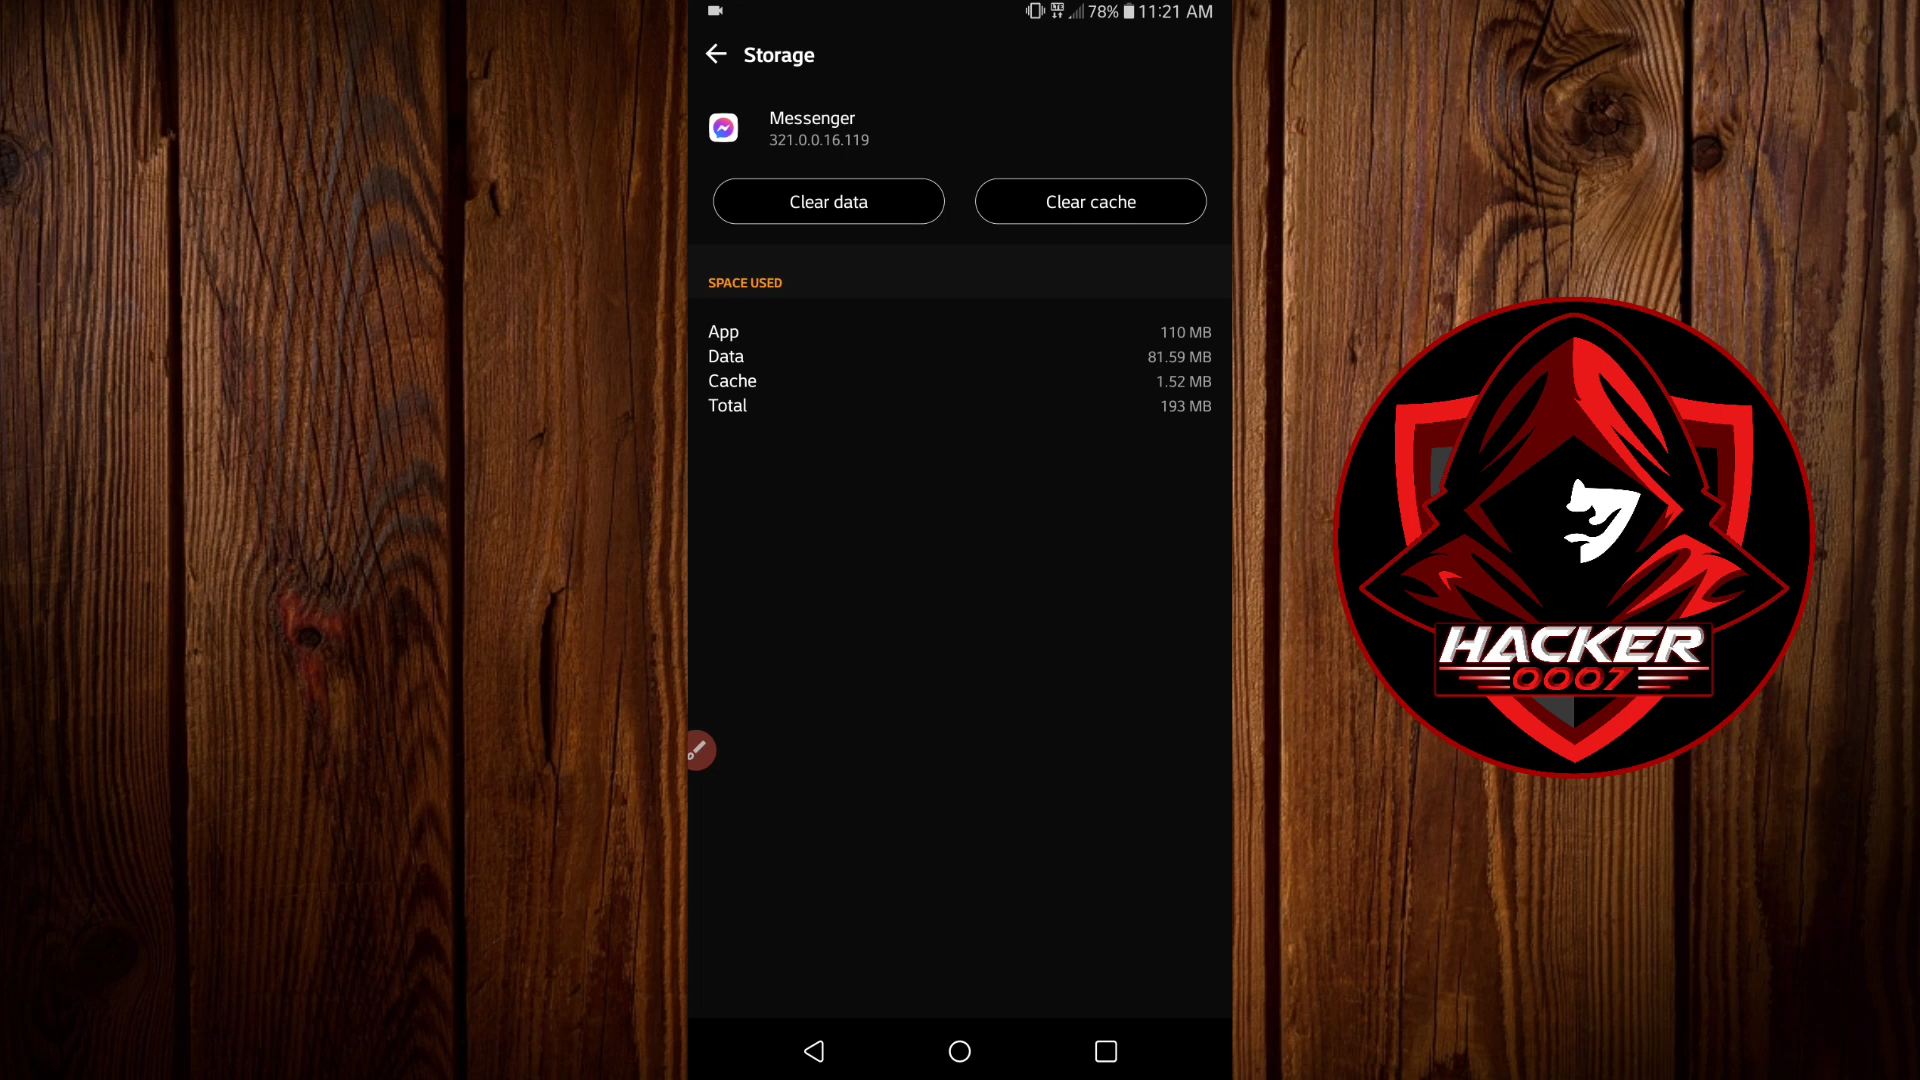 LTE 78% 11:21 AM
Storage
Messenger
321.0.0.16.119
Clear data Clear cache
SPACE USED
App 110 MB
Data 81.59 MB
Cache 1.52 MB
Total 193 MB
HACKER
0007